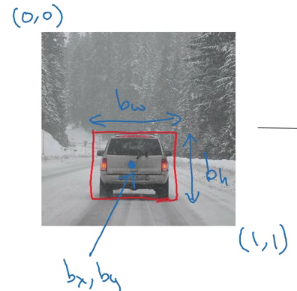 (0,0)
bw
bh
(1,1)
bx, by